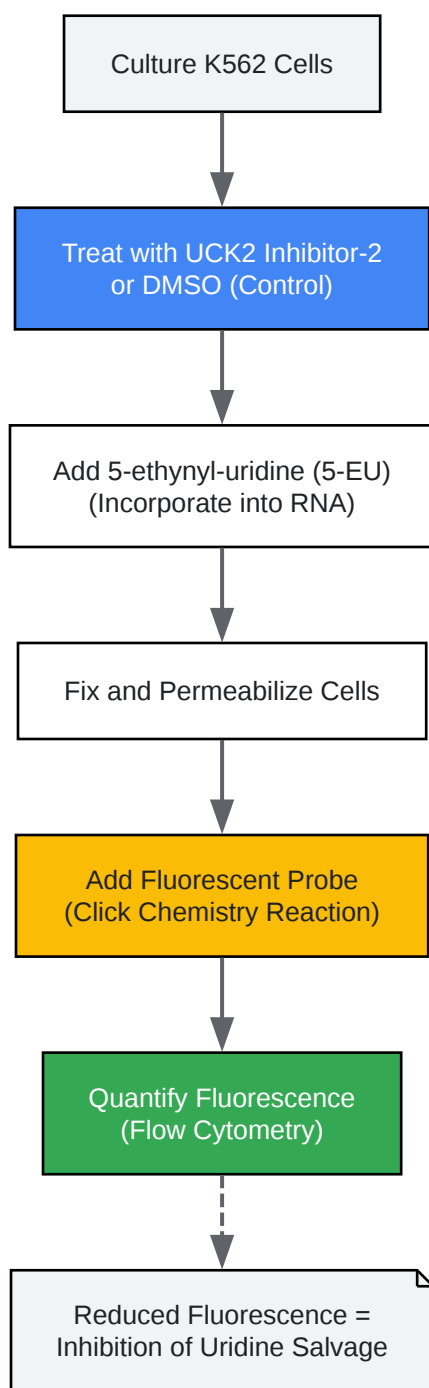 Culture K562 Cells
Treat with UCK2 Inhibitor-2
or DMSO (Control)
Add 5-ethynyl-uridine (5-EU)
(Incorporate into RNA)
Fix and Permeabilize Cells
Add Fluorescent Probe
(Click Chemistry Reaction)
Quantify Fluorescence
(Flow Cytometry)
Reduced Fluorescence =
Inhibition of Uridine Salvage